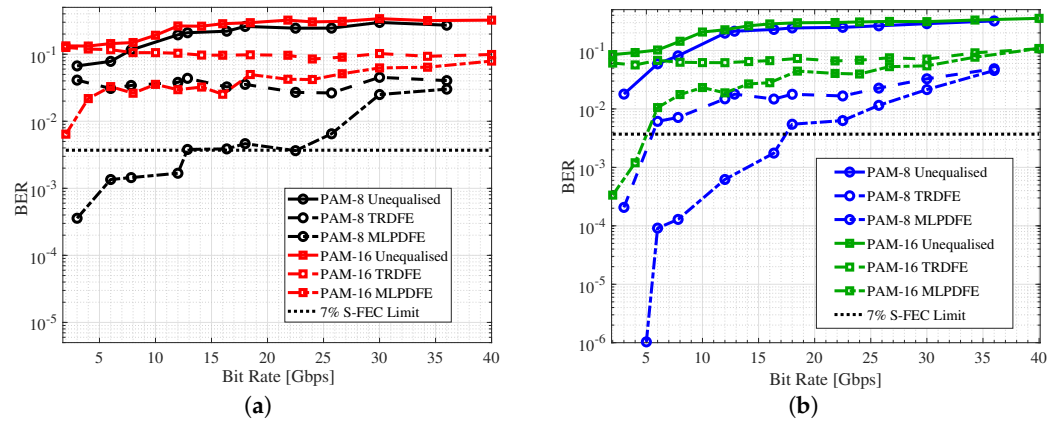 10^0
10^-1
10^-2
10^-3
10^-4
10^-5
BER
PAM-8 Unequalised
PAM-8 TRDFE
PAM-8 MLPDFE
PAM-16 Unequalised
PAM-16 TRDFE
PAM-16 MLPDFE
7% S-FEC Limit
5 10 15 20 25 30 35 40
Bit Rate [Gbps]
(a)
10^0
10^-1
10^-2
10^-3
10^-4
10^-5
10^-6
BER
PAM-8 Unequalised
PAM-8 TRDFE
PAM-8 MLPDFE
PAM-16 Unequalised
PAM-16 TRDFE
PAM-16 MLPDFE
7% S-FEC Limit
5 10 15 20 25 30 35 40
Bit Rate [Gbps]
(b)